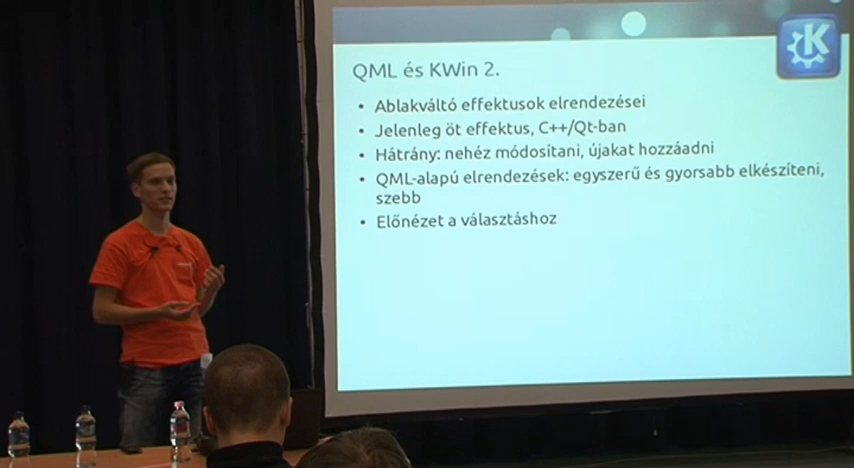 K
QML és KWin 2.
• Ablakváltó effektusok elrendezései
• Jelenleg öt effektus, C++/Qt-ban
• Hátrány: nehéz módosítani, újakat hozzáadni
• QML-alapú elrendezések: egyszerű és gyorsabb elkészíteni,
szebb
• Előnézet a választáshoz